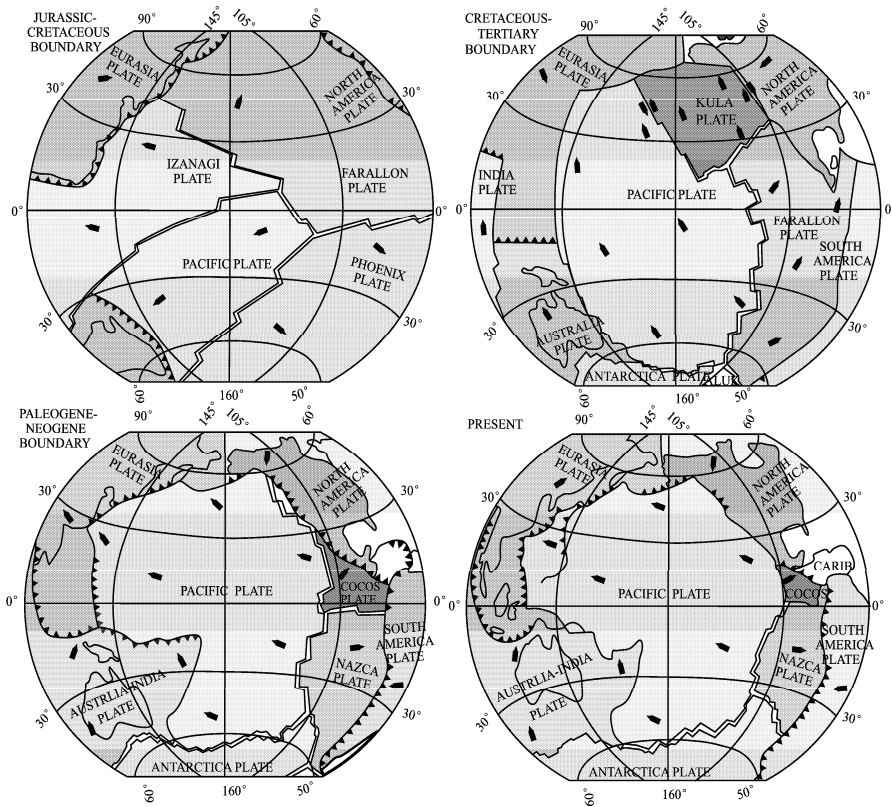 JURASSIC-
CRETACEOUS
BOUNDARY
90°
145°
105°
60°
EURASIA
PLATE
NORTH
AMERICA
PLATE
30°
30°
IZANAGI
PLATE
FARALLON
PLATE
0°
PACIFIC PLATE
PHOENIX
PLATE
30°
30°
60°
160°
50°
CRETACEOUS-
TERTIARY
BOUNDARY
90°
145°
105°
60°
EURASIA
PLATE
NORTH
AMERICA
PLATE
KULA
PLATE
30°
30°
INDIA
PLATE
PACIFIC PLATE
0°
0°
FARALLON
PLATE
SOUTH
AMERICA
PLATE
AUSTRALIA
PLATE
30°
30°
ANTARCTICA PLATE
ALUK
60°
160°
50°
PALEOGENE-
NEOGENE
BOUNDARY
90°
145°
105°
60°
EURASIA
PLATE
NORTH
AMERICA
PLATE
30°
30°
PACIFIC PLATE
COCOS
PLATE
0°
SOUTH
AMERICA
PLATE
NAZCA
PLATE
AUSTRLIA-INDIA
PLATE
30°
30°
ANTARCTICA PLATE
60°
160°
50°
PRESENT
90°
145°
105°
60°
EURASIA
PLATE
NORTH
AMERICA
PLATE
30°
30°
CARIB
PACIFIC PLATE
COCOS
0°
0°
SOUTH
AMERICA
PLATE
NAZCA
PLATE
AUSTRLIA-INDIA
PLATE
30°
30°
ANTARCTICA PLATE
60°
160°
50°